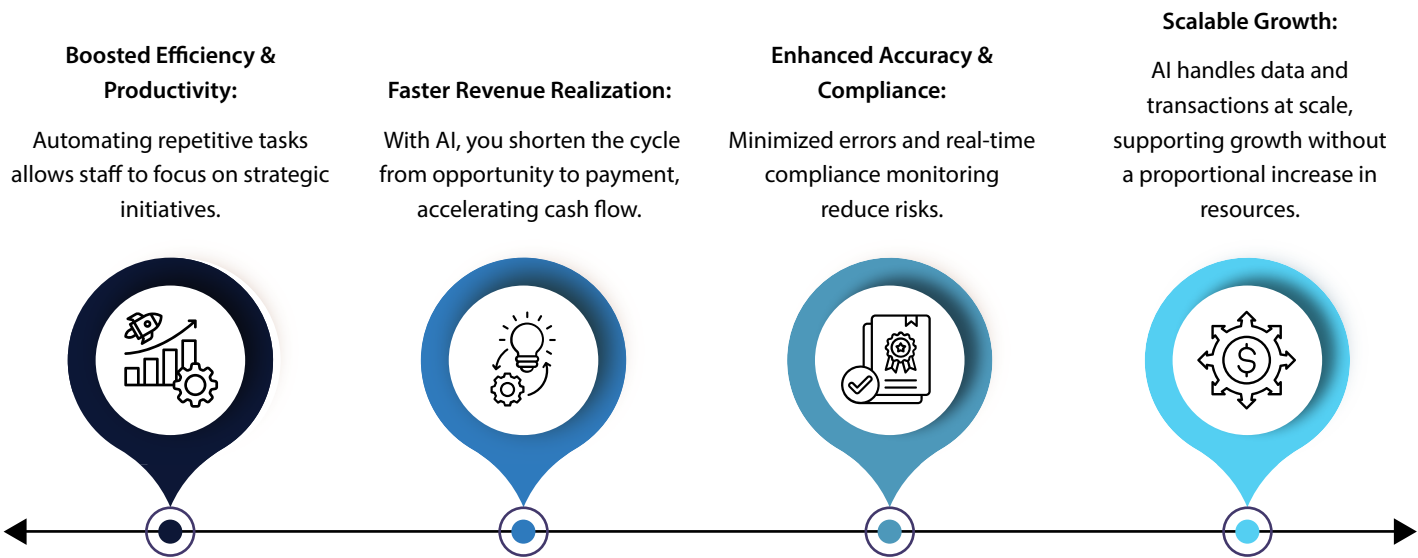 Boosted Efficiency &
Productivity:
Automating repetitive tasks
allows staff to focus on strategic
initiatives.
Faster Revenue Realization:
With AI, you shorten the cycle
from opportunity to payment,
accelerating cash flow.
Enhanced Accuracy &
Compliance:
Minimized errors and real-time
compliance monitoring
reduce risks.
Scalable Growth:
AI handles data and
transactions at scale,
supporting growth without
a proportional increase in
resources.
$